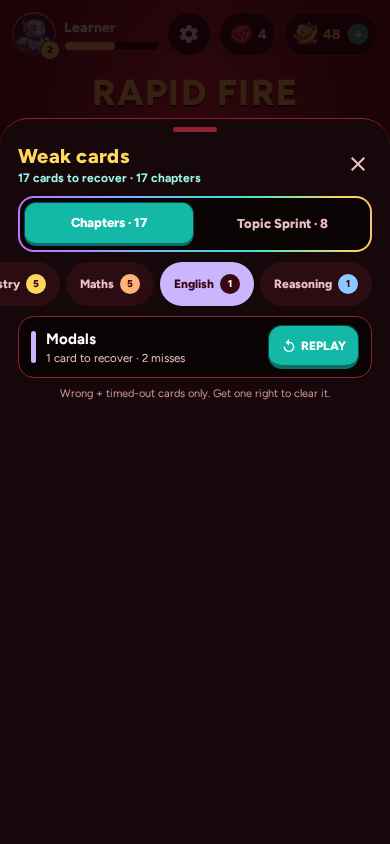 Learner
2
4
48
RAPID FIRE
Weak cards
17 cards to recover · 17 chapters
Chapters · 17
Topic Sprint · 8
stry 5
Maths 5
English 1
Reasoning 1
Modals
1 card to recover · 2 misses
REPLAY
Wrong + timed-out cards only. Get one right to clear it.